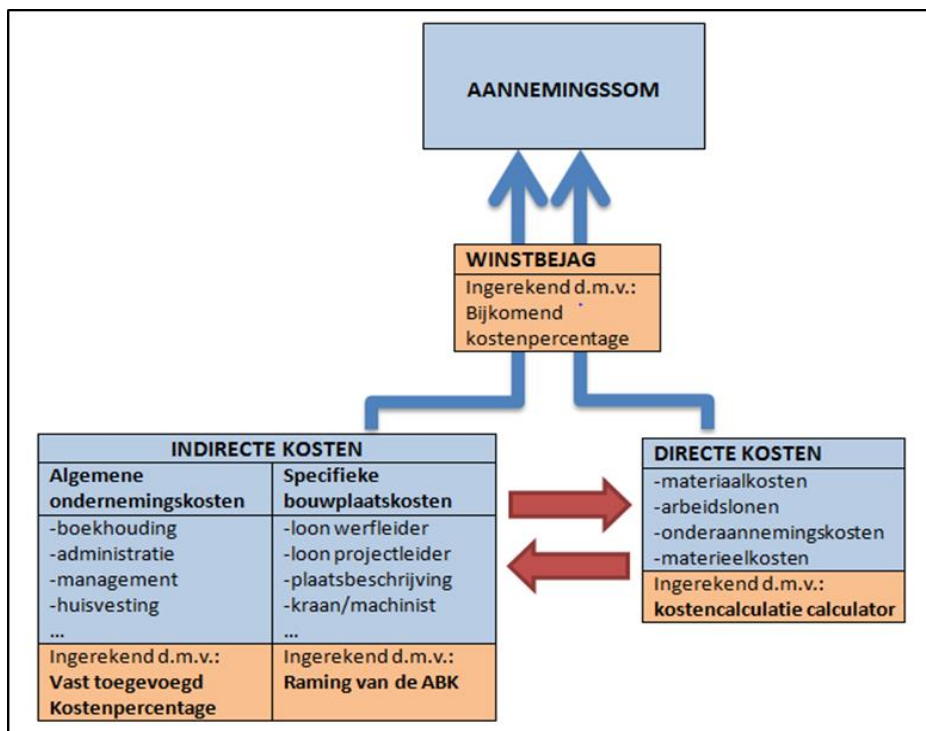 AANNEMINGSSOM
WINSTBEJAG
Ingerekend d.m.v.:
Bijkomend
kostenpercentage
INDIRECTE KOSTEN
Algemene
ondernemingskosten
-boekhouding
-administratie
-management
-huisvesting
...
Ingerekend d.m.v.:
Vast toegevoegd
Kostenpercentage
Specifieke
bouwplaatskosten
-loon werfleider
-loon projectleider
-plaatsbeschrijving
-kraan/machinist
...
Ingerekend d.m.v.:
Raming van de ABK
DIRECTE KOSTEN
-materiaalkosten
-arbeidslonen
-onderaannemingskosten
-materieelkosten
Ingerekend d.m.v.:
kostencalculatie calculator